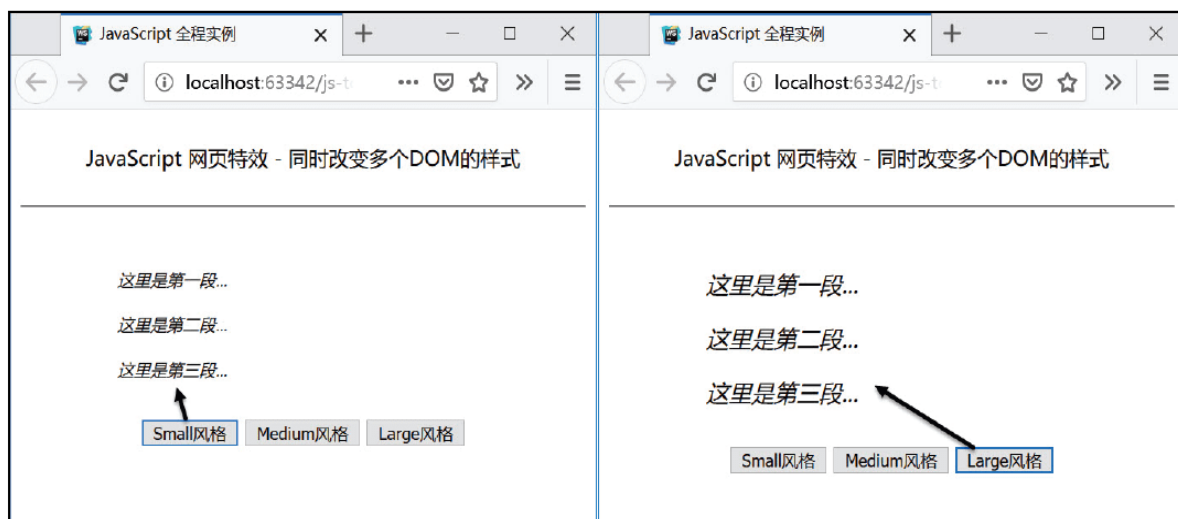 JavaScript 全程实例
localhost:63342/js-t
JavaScript 网页特效 - 同时改变多个DOM的样式
这里是第一段...
这里是第二段...
这里是第三段...
Small风格 Medium风格 Large风格
JavaScript 全程实例
localhost:63342/js-t
JavaScript 网页特效 - 同时改变多个DOM的样式
这里是第一段...
这里是第二段...
这里是第三段...
Small风格 Medium风格 Large风格